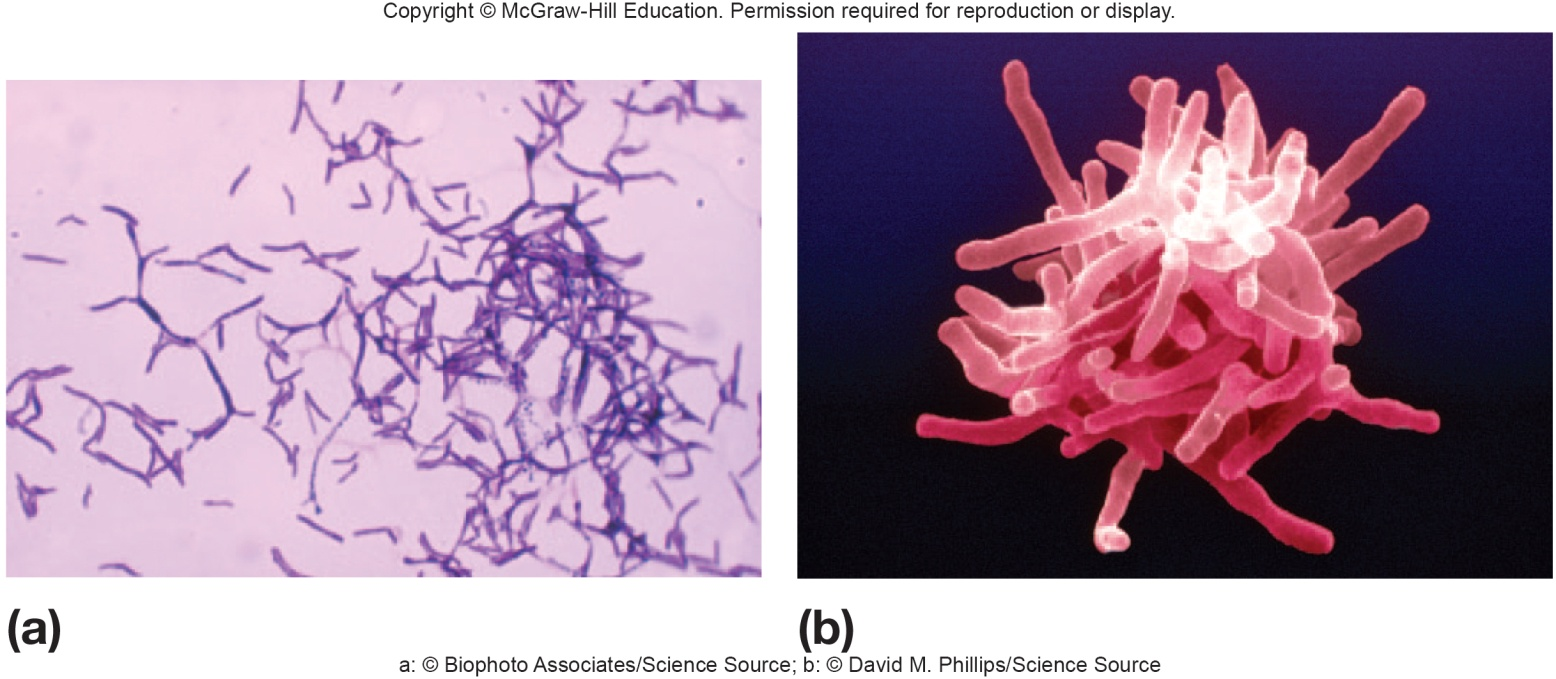 Copyright © McGraw-Hill Education. Permission required for reproduction or display.
(a)
(b)
a: © Biophoto Associates/Science Source; b: © David M. Phillips/Science Source